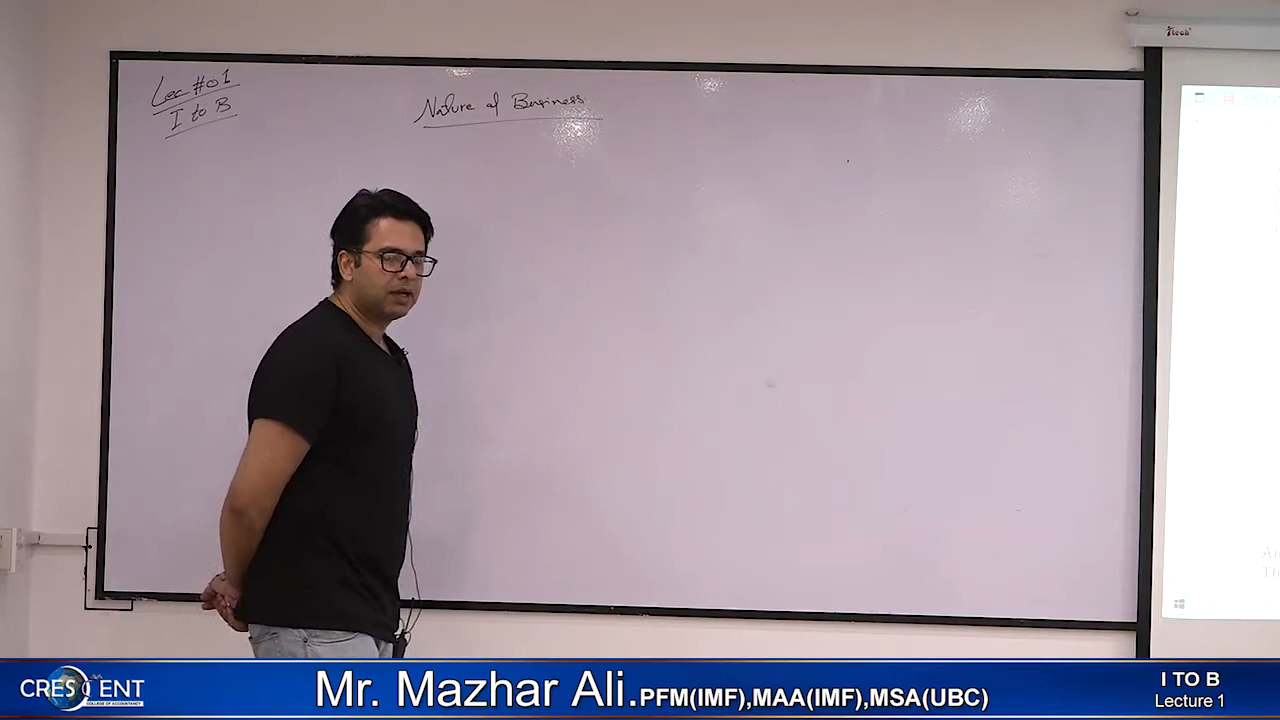 Lec #01
I to B
Nature of Business
Itech
CRESCENT
COLLEGE OF ACCOUNTANCY
Mr. Mazhar Ali.PFM(IMF),MAA(IMF),MSA(UBC)
I TO B
Lecture 1